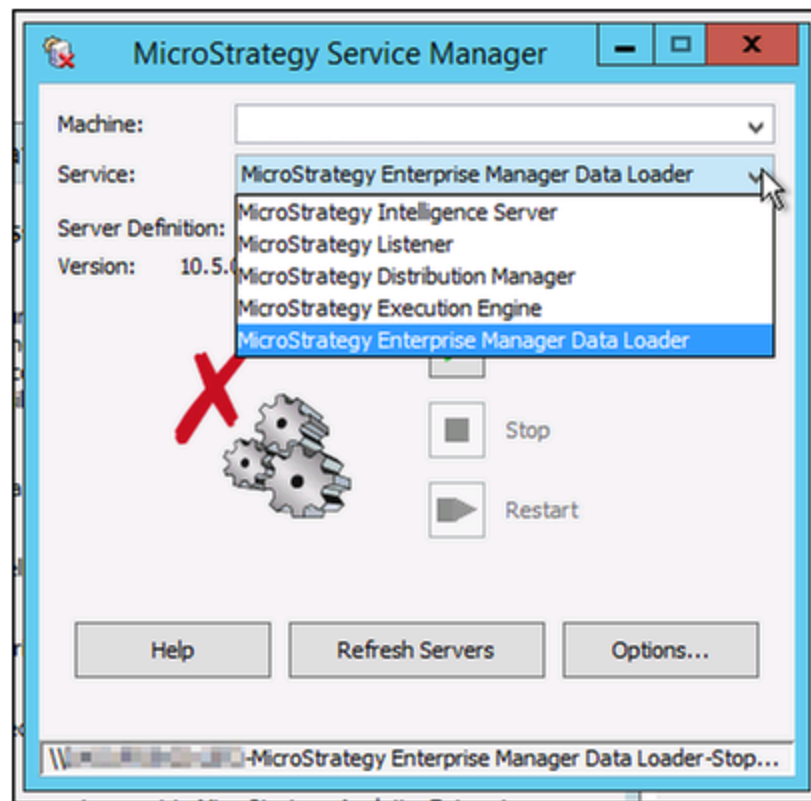 MicroStrategy Service Manager
Machine:
Service: MicroStrategy Enterprise Manager Data Loader
MicroStrategy Intelligence Server
Server Definition:
MicroStrategy Listener
Version: 10.5.
MicroStrategy Distribution Manager
MicroStrategy Execution Engine
MicroStrategy Enterprise Manager Data Loader
Stop
Restart
Help Refresh Servers Options...
\\ -MicroStrategy Enterprise Manager Data Loader-Stop...